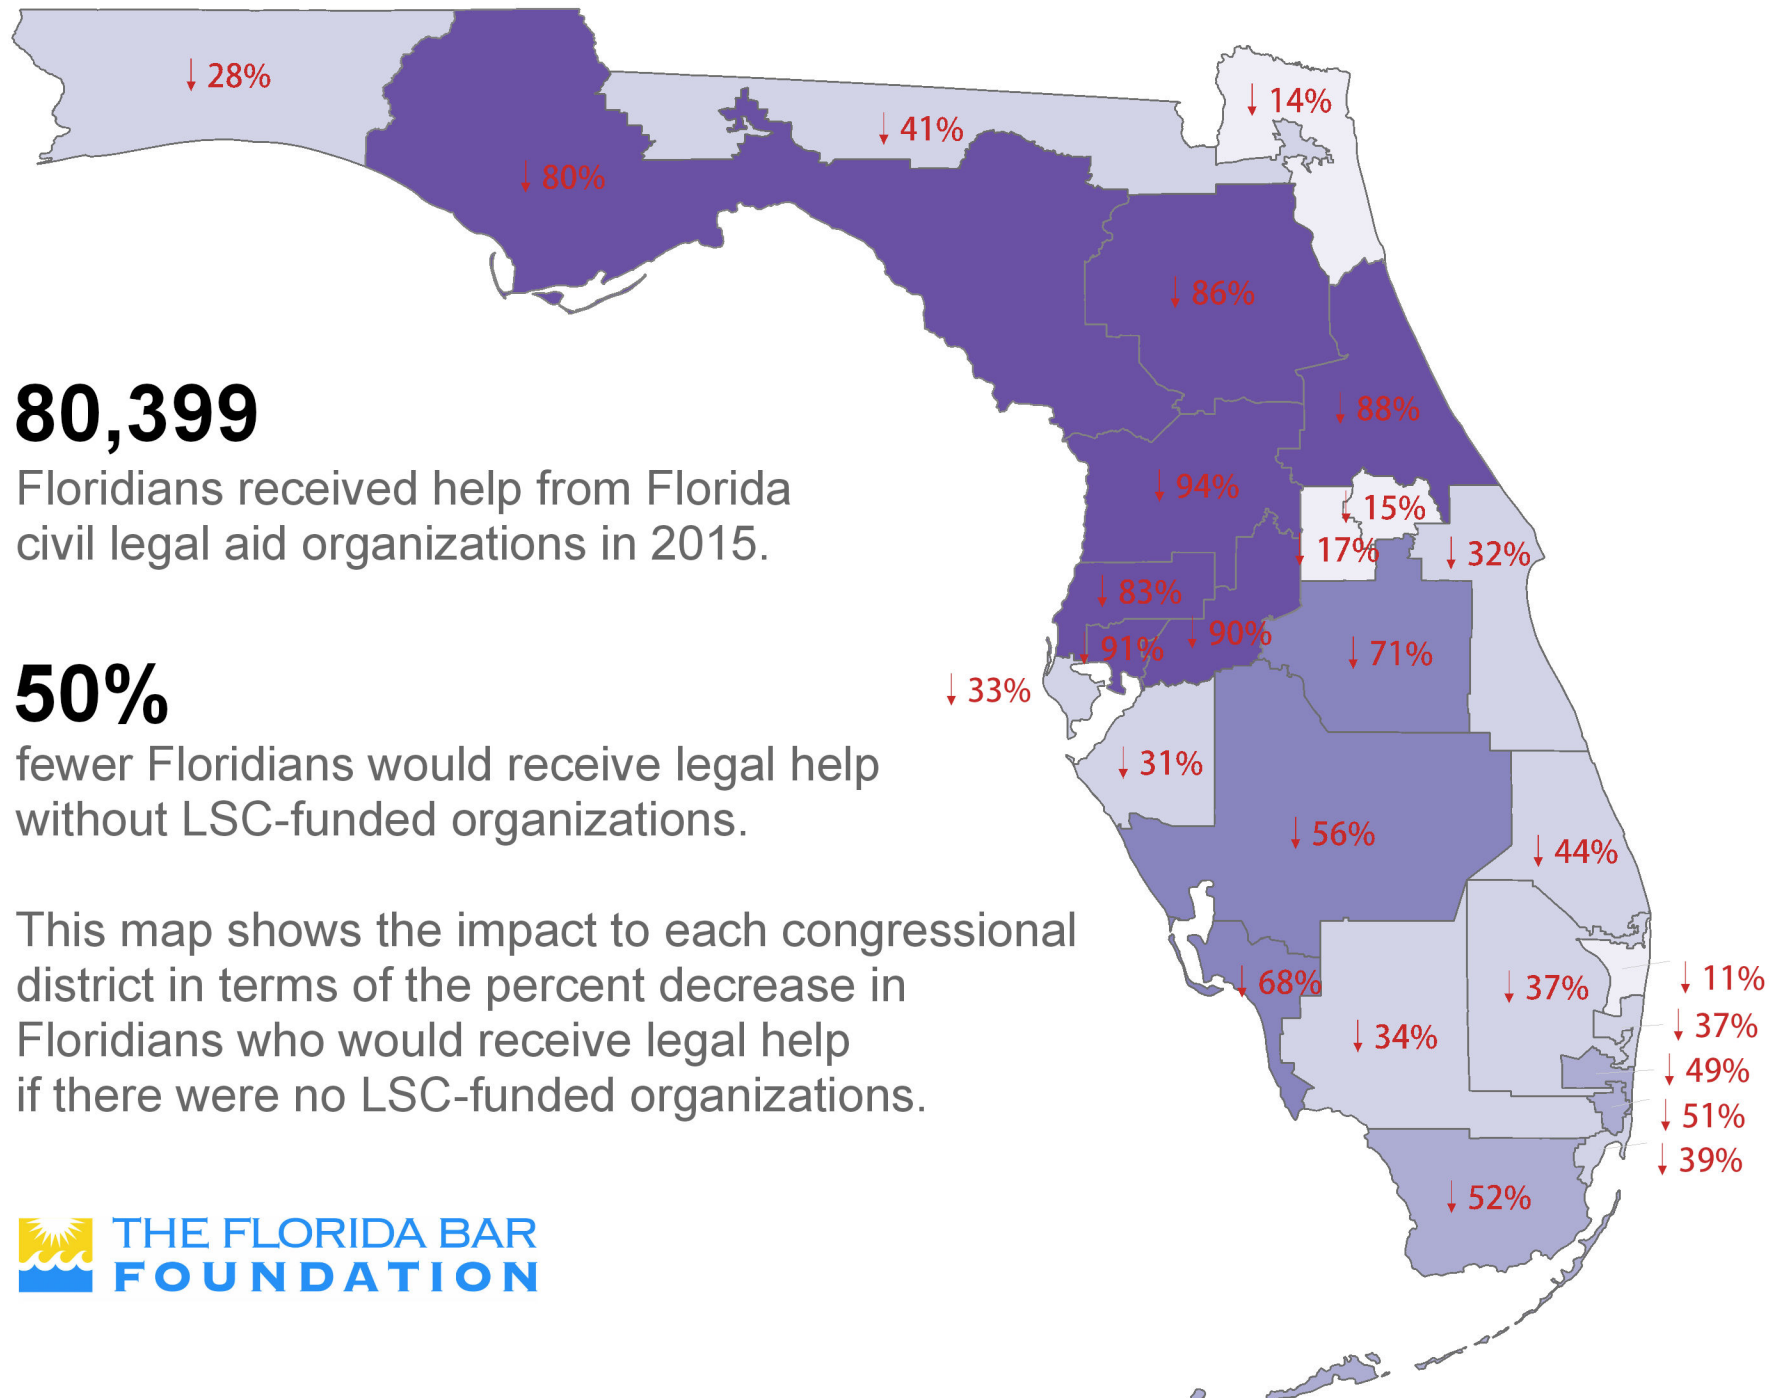 ↓ 28%
↓ 14%
↓ 41%
↓ 80%
↓ 86%
80,399
Floridians received help from Florida
civil legal aid organizations in 2015.
↓ 88%
↓ 94%
↓ 15%
↓ 17%
↓ 32%
↓ 83%
↓ 91%
↓ 90%
↓ 71%
↓ 33%
50%
fewer Floridians would receive legal help
without LSC-funded organizations.
↓ 31%
↓ 56%
↓ 44%
This map shows the impact to each congressional
district in terms of the percent decrease in
Floridians who would receive legal help
if there were no LSC-funded organizations.
↓ 68%
↓ 37%
↓ 11%
↓ 37%
↓ 34%
↓ 49%
↓ 51%
↓ 39%
↓ 52%
THE FLORIDA BAR
FOUNDATION